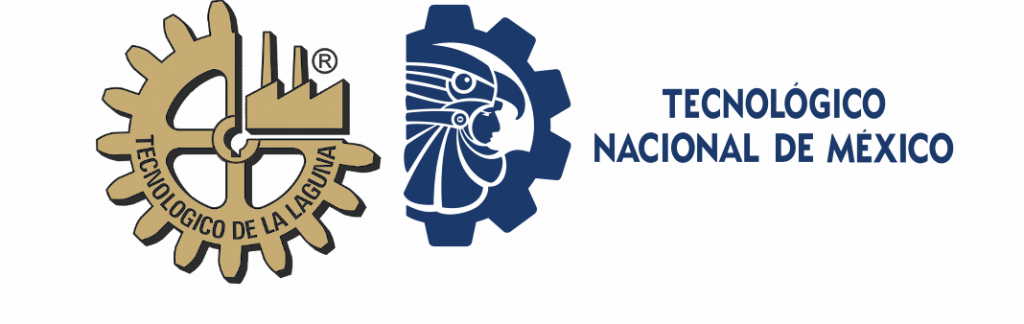 ®
TECNOLOGICO DE LA LAGUNA
TECNOLÓGICO
NACIONAL DE MÉXICO